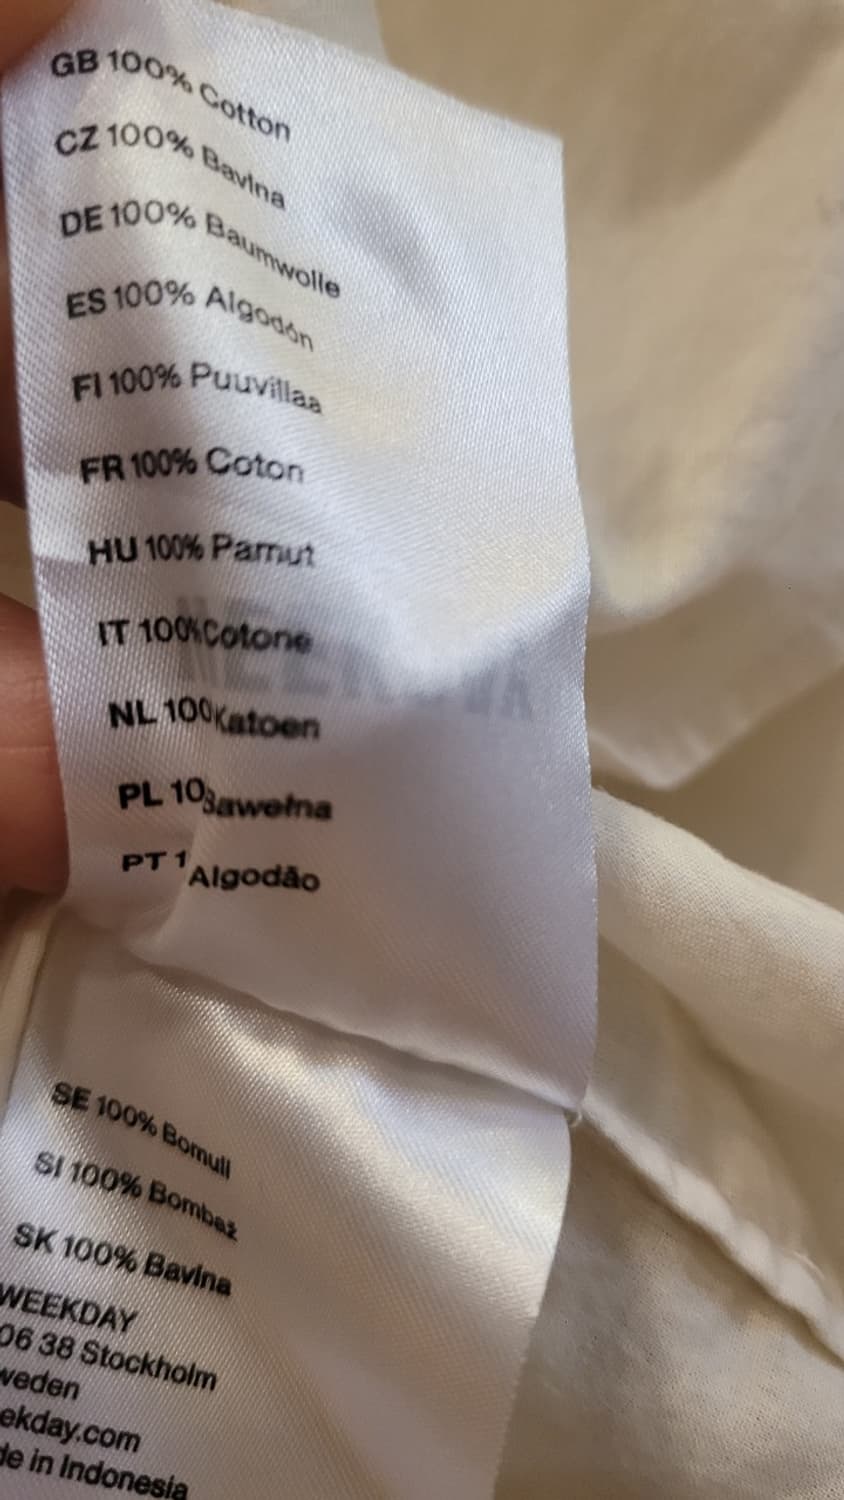 GB 100% Cotton
CZ 100% Bavlna
DE 100% Baumwolle
ES 100% Algodón
FI 100% Puuvillaa
FR 100% Coton
HU 100% Pamut
IT 100% Cotone
NL 100 Katoen
PL 10 Bawełna
PT 1 Algodão
SE 100% Bomull
SI 100% Bombaž
SK 100% Bavlna
WEEKDAY
06 38 Stockholm
weden
ekday.com
de in Indonesia